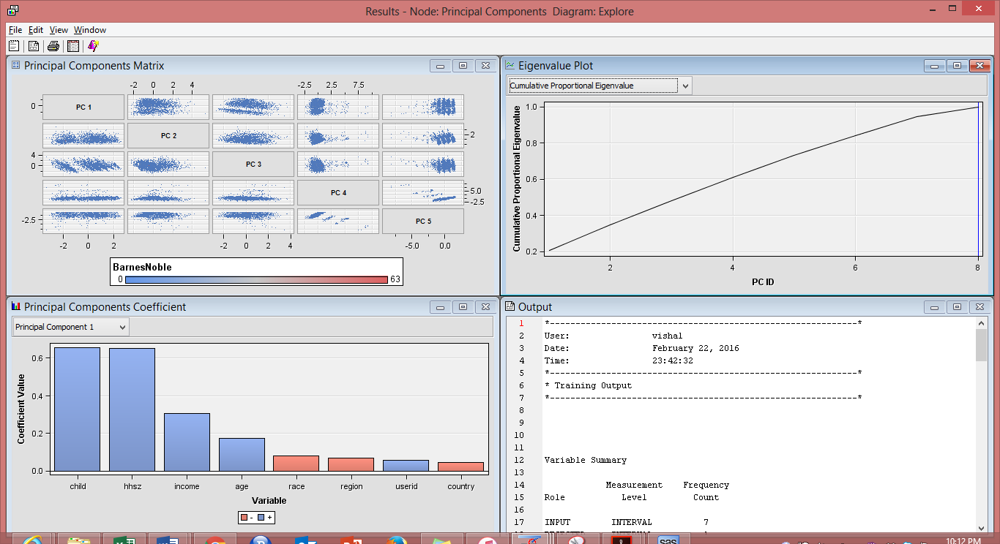 Results - Node: Principal Components Diagram: Explore
File Edit View Window
Principal Components Matrix
-2 0 2 4 -2.5 2.5 7.5
0 PC 1
PC 2 2
4
0 PC 3
PC 4 5.0
-2.5
-2.5 PC 5
-2 0 2 -2 0 2 4 -5.0 0.0
BarnesNoble
0 63
Eigenvalue Plot
Cumulative Proportional Eigenvalue
Cumulative Proportional Eigenvalue
1.0
0.8
0.6
0.4
0.2
2 4 6 8
PC ID
Principal Components Coefficient
Principal Component 1
Coefficient Value
0.6
0.4
0.2
0.0
child hhsz income age race region userid country
Variable
- +
Output
1 *------------------------------------------------------------*
2 User: vishal
3 Date: February 22, 2016
4 Time: 23:42:32
5 *------------------------------------------------------------*
6 * Training Output
7 *------------------------------------------------------------*
8
9
10
11
12 Variable Summary
13
14 Measurement Frequency
15 Role Level Count
16
17 INPUT INTERVAL 7
sas
10:12 PM